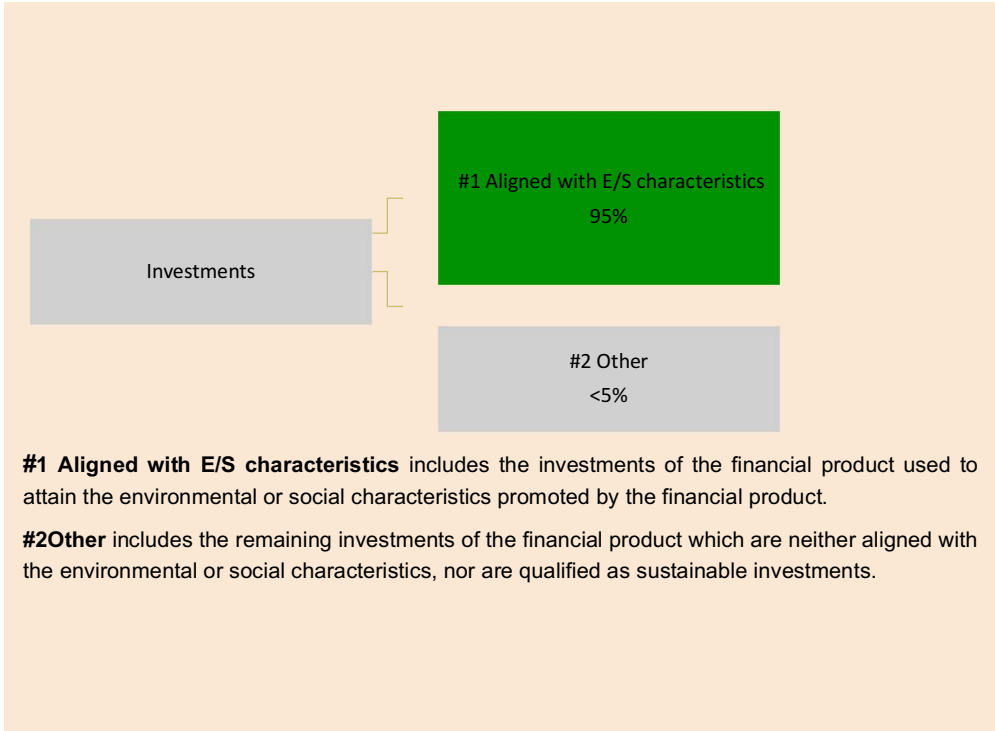 #1 Aligned with E/S characteristics
95%
Investments
#2 Other
<5%
#1 Aligned with E/S characteristics includes the investments of the financial product used to
attain the environmental or social characteristics promoted by the financial product.
#2Other includes the remaining investments of the financial product which are neither aligned with
the environmental or social characteristics, nor are qualified as sustainable investments.